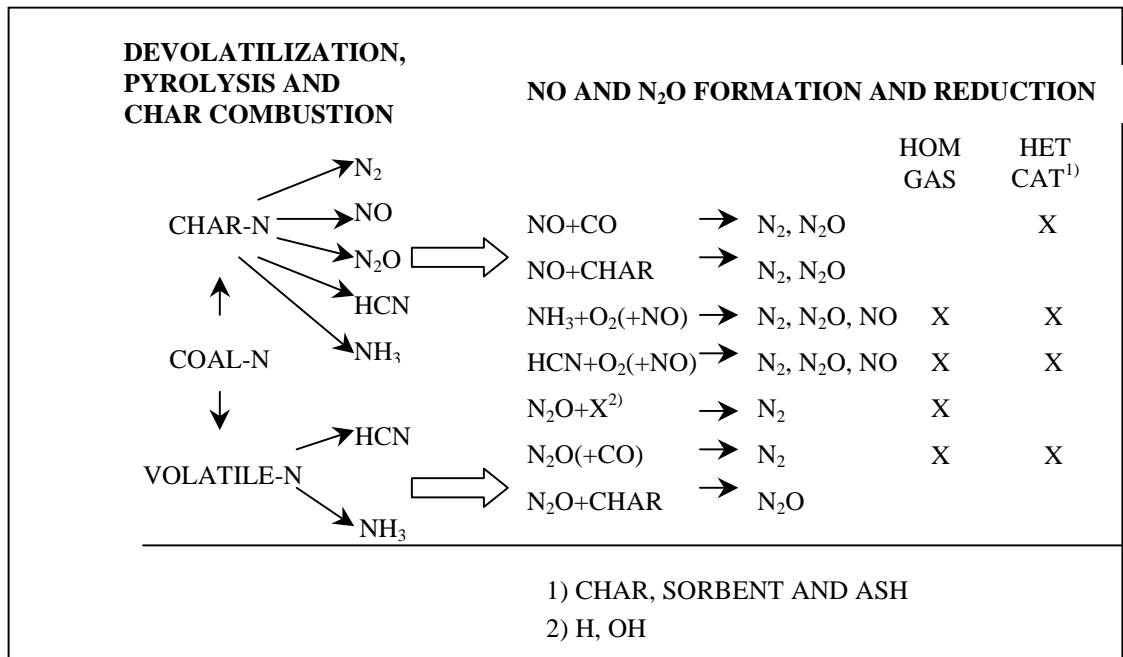 DEVOLATILIZATION,
PYROLYSIS AND
CHAR COMBUSTION
NO AND N₂O FORMATION AND REDUCTION
HOM GAS
HET CAT¹⁾
CHAR-N
N₂
NO
N₂O
HCN
NH₃
COAL-N
VOLATILE-N
HCN
NH₃
NO+CO → N₂, N₂O X
NO+CHAR → N₂, N₂O
NH₃+O₂(+NO) → N₂, N₂O, NO X X
HCN+O₂(+NO) → N₂, N₂O, NO X X
N₂O+X²⁾ → N₂ X
N₂O(+CO) → N₂ X X
N₂O+CHAR → N₂O
1) CHAR, SORBENT AND ASH
2) H, OH